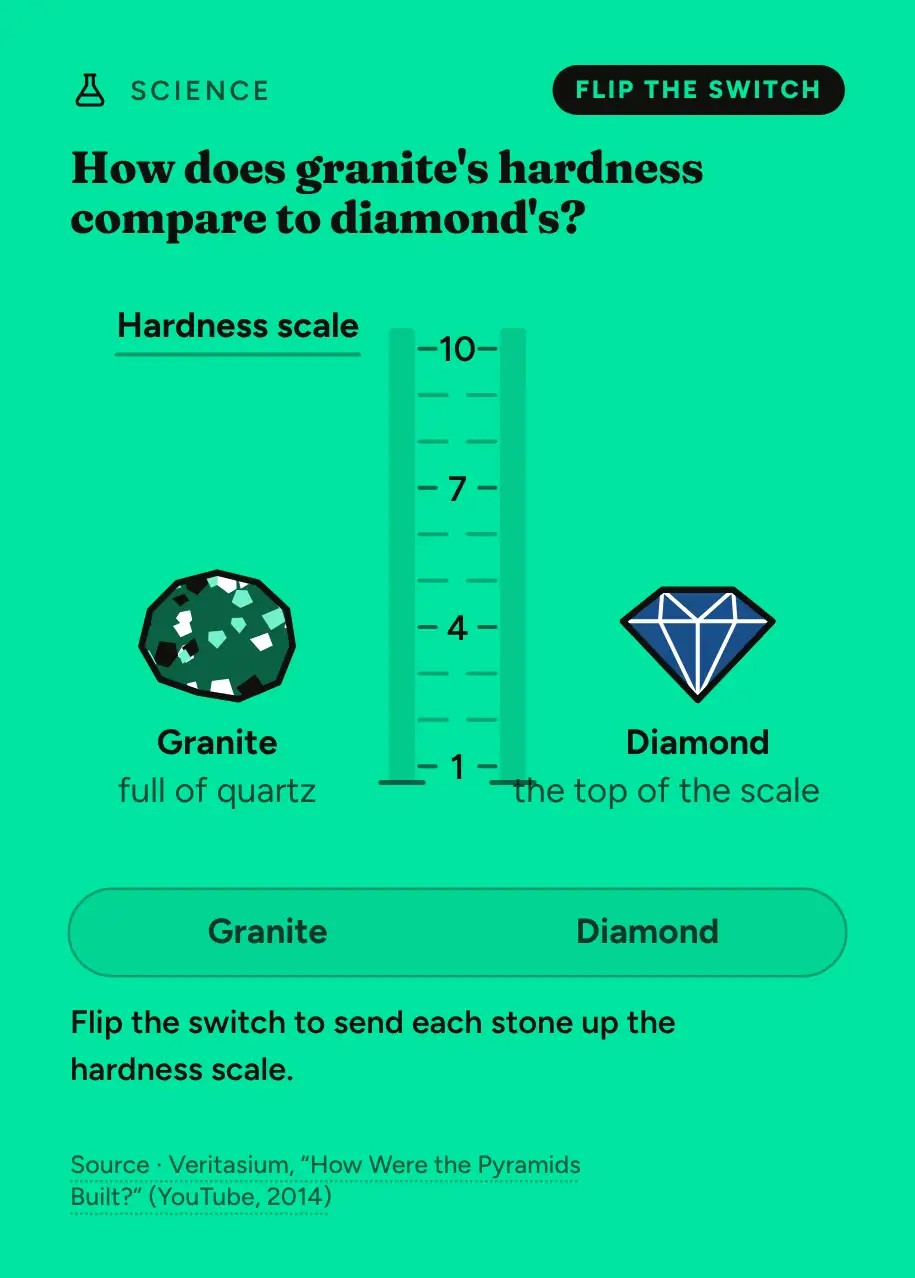 SCIENCE
FLIP THE SWITCH
How does granite's hardness
compare to diamond's?
Hardness scale
10
7
4
1
Granite
full of quartz
Diamond
the top of the scale
Granite
Diamond
Flip the switch to send each stone up the
hardness scale.
Source · Veritasium, “How Were the Pyramids
Built?” (YouTube, 2014)